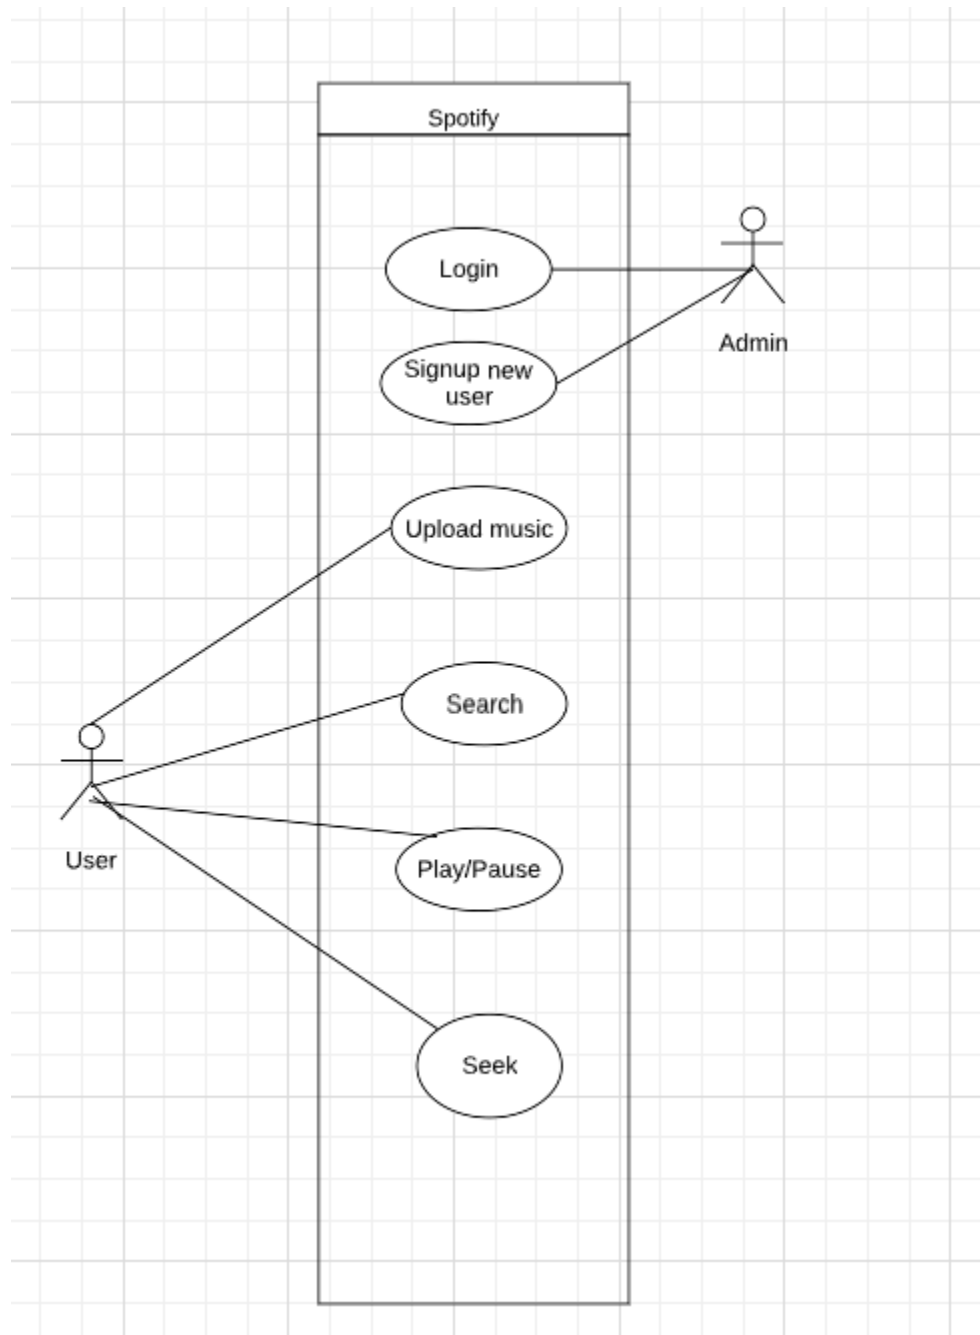 Spotify
Login
Admin
Signup new
user
Upload music
Search
User
Play/Pause
Seek